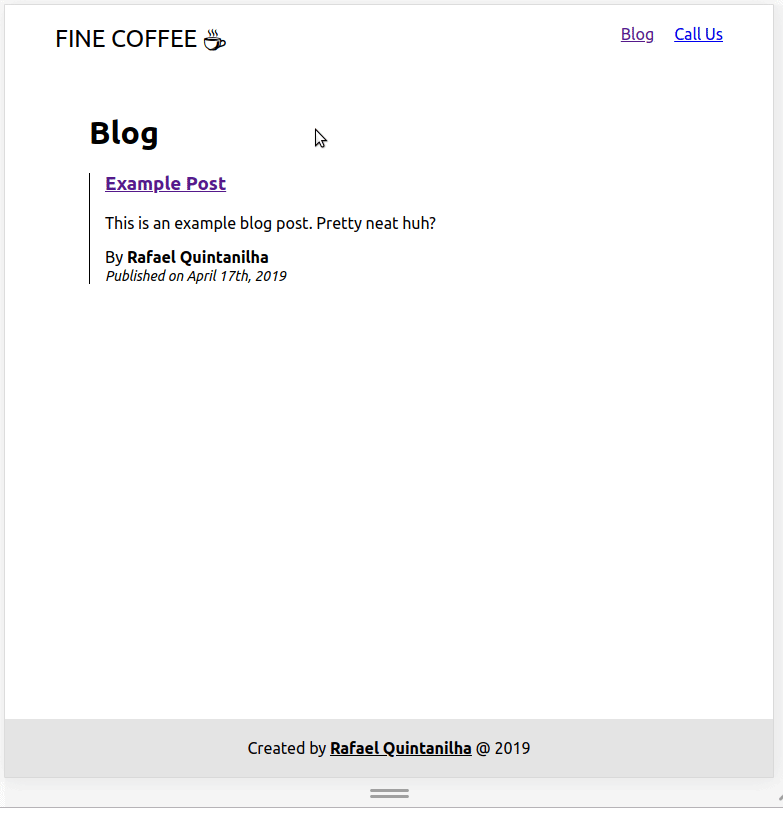 FINE COFFEE ☕
Blog Call Us
Blog
Example Post
This is an example blog post. Pretty neat huh?
By Rafael Quintanilha
Published on April 17th, 2019
Created by Rafael Quintanilha @ 2019